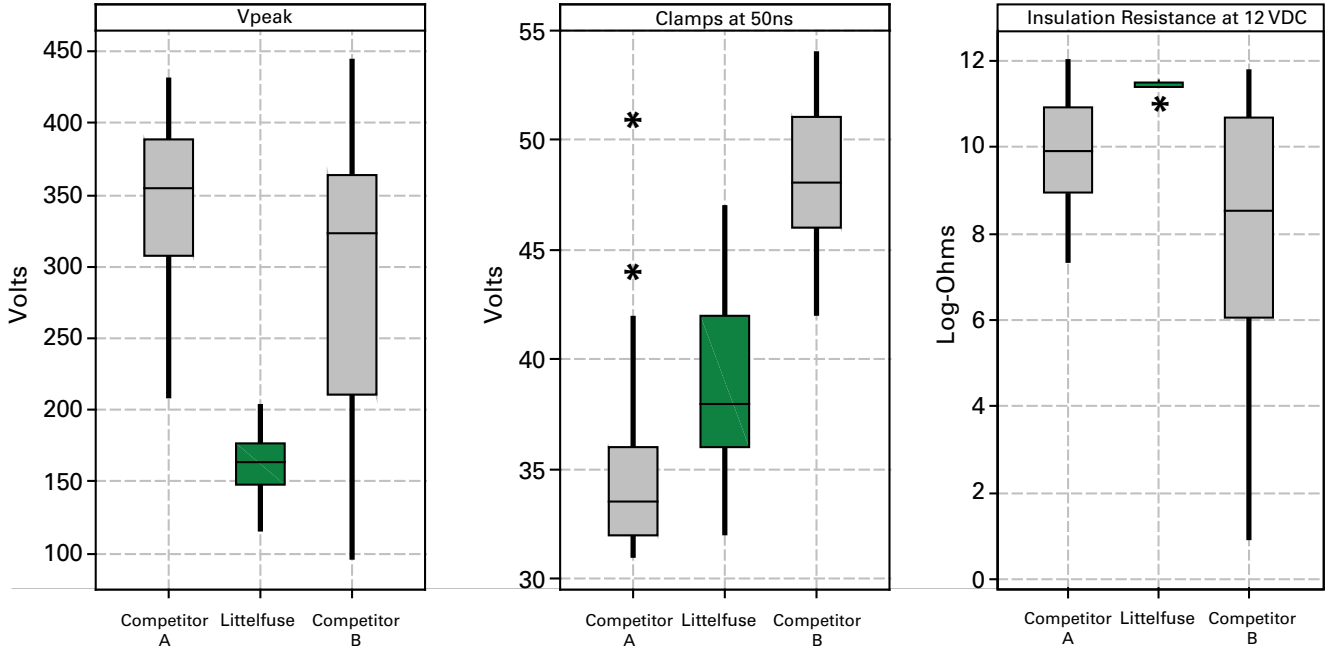 Vpeak
450
400
350
300
250
200
150
100
Volts
Competitor A
Littelfuse
Competitor B
Clamps at 50ns
55
50
45
40
35
30
Volts
Competitor A
Littelfuse
Competitor B
Insulation Resistance at 12 VDC
12
10
8
6
4
2
0
Log-Ohms
Competitor A
Littelfuse
Competitor B